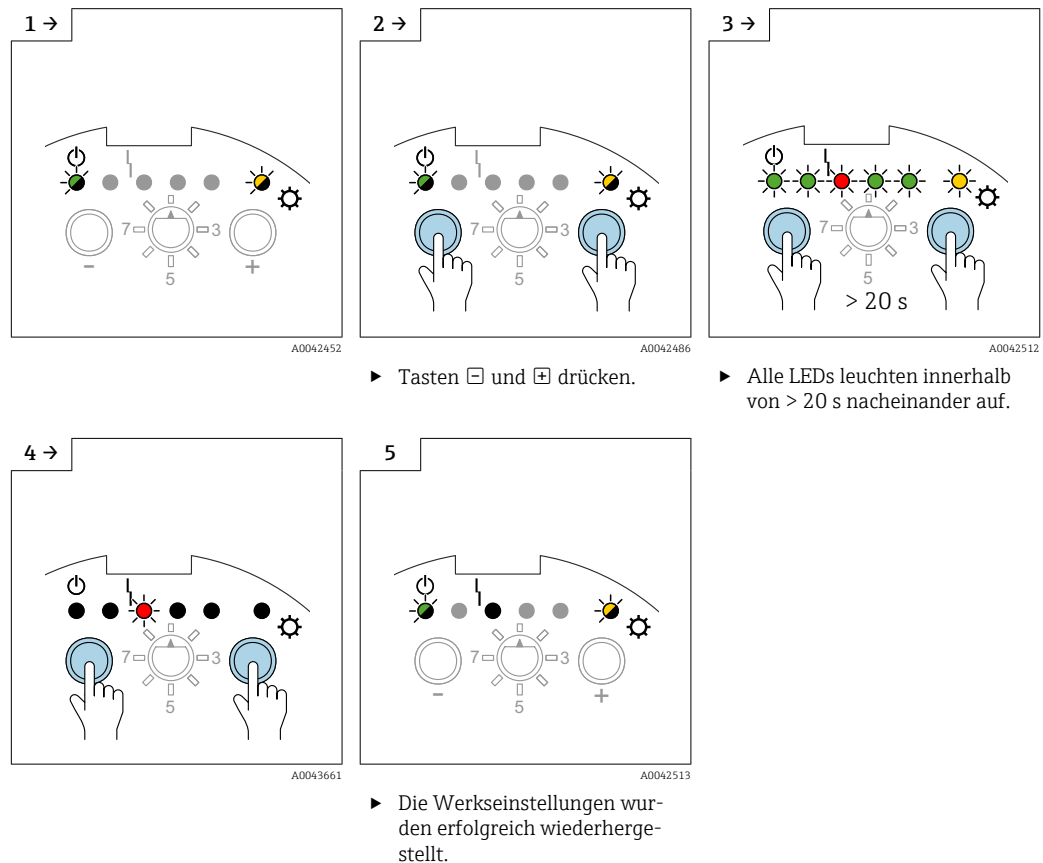 1 →
7
3
5
-
+
A0042452
2 →
7
3
5
A0042486
▶ Tasten ⊟ und ⊞ drücken.
3 →
7
3
5
> 20 s
A0042512
▶ Alle LEDs leuchten innerhalb
von > 20 s nacheinander auf.
4 →
7
3
5
A0043661
5
7
3
5
-
+
A0042513
▶ Die Werkseinstellungen wur-
den erfolgreich wiederherge-
stellt.